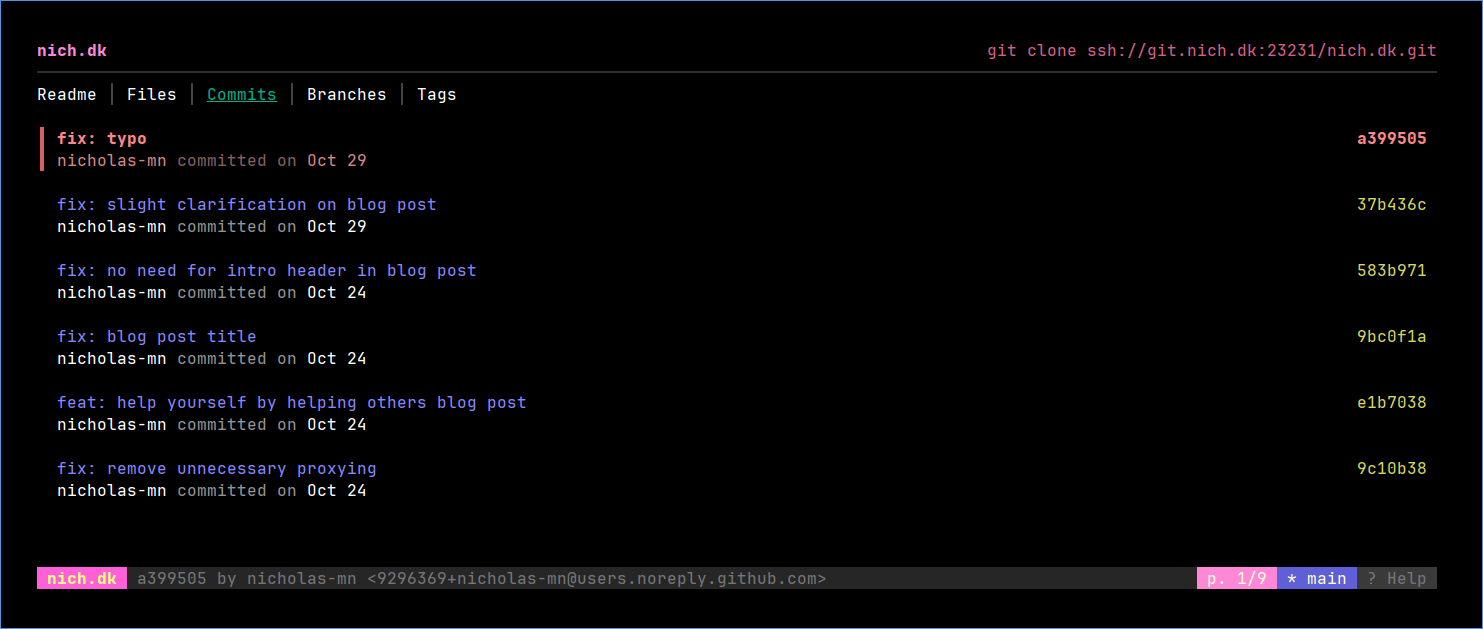 nich.dk git clone ssh://git.nich.dk:23231/nich.dk.git
Readme │ Files │ Commits │ Branches │ Tags
fix: typo a399505
nicholas-mn committed on Oct 29
fix: slight clarification on blog post 37b436c
nicholas-mn committed on Oct 29
fix: no need for intro header in blog post 583b971
nicholas-mn committed on Oct 24
fix: blog post title 9bc0f1a
nicholas-mn committed on Oct 24
feat: help yourself by helping others blog post e1b7038
nicholas-mn committed on Oct 24
fix: remove unnecessary proxying 9c10b38
nicholas-mn committed on Oct 24
nich.dk a399505 by nicholas-mn <9296369+nicholas-mn@users.noreply.github.com> p. 1/9 * main ? Help